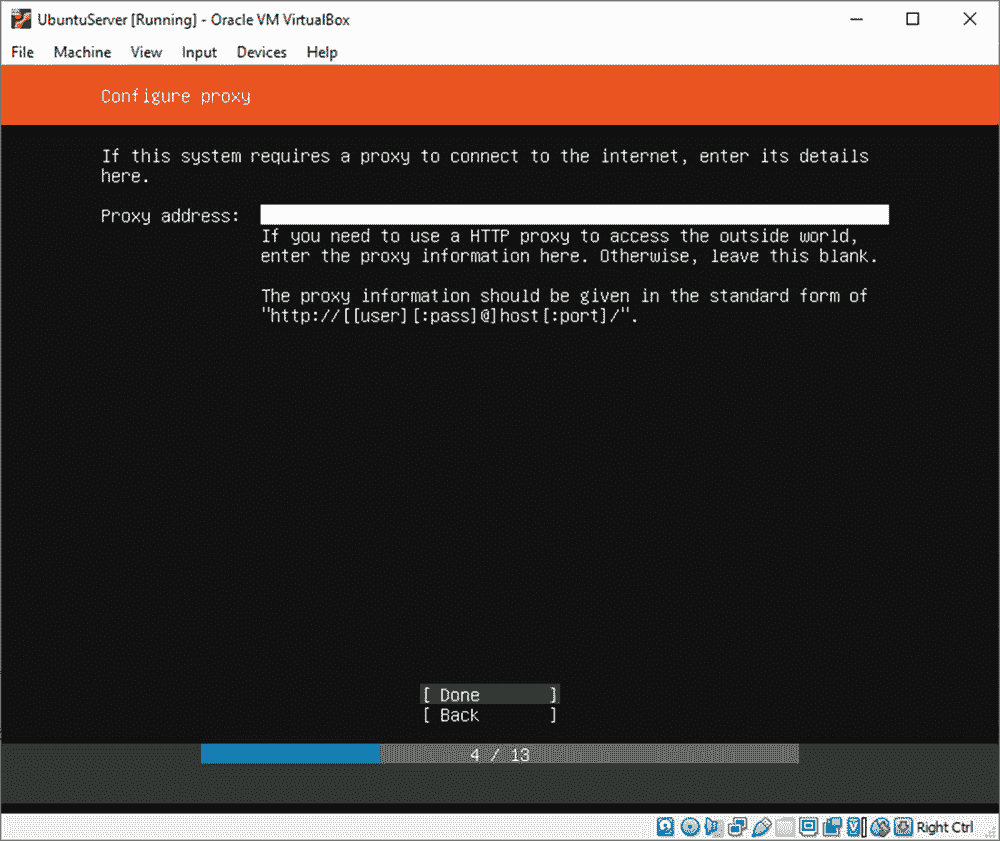 UbuntuServer [Running] - Oracle VM VirtualBox
File Machine View Input Devices Help
Configure proxy
If this system requires a proxy to connect to the internet, enter its details
here.
Proxy address:
If you need to use a HTTP proxy to access the outside world,
enter the proxy information here. Otherwise, leave this blank.
The proxy information should be given in the standard form of
"http://[[user][:pass]@]host[:port]/".
[ Done ]
[ Back ]
4 / 13
Right Ctrl